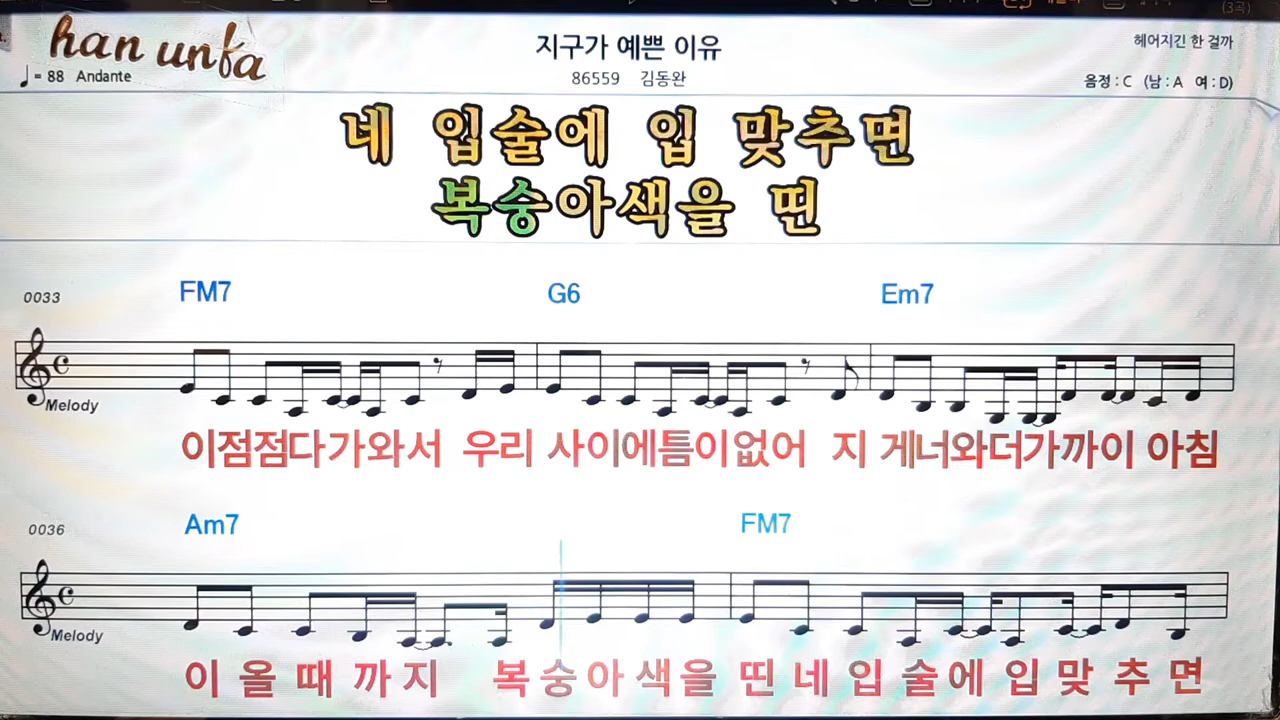 han unfa
지구가 예쁜 이유
헤어지긴 한 걸까
♩= 88 Andante
86559 김동완
음정 : C (남 : A 여 : D)
네 입술에 입 맞추면
복숭아색을 띤
0033
FM7 G6 Em7
Melody
이점점다가와서 우리 사이에틈이없어 지 게너와더가까이 아침
0036
Am7 FM7
Melody
이 올 때 까 지 복 숭 아 색 을 띤 네 입 술 에 입 맞 추 면